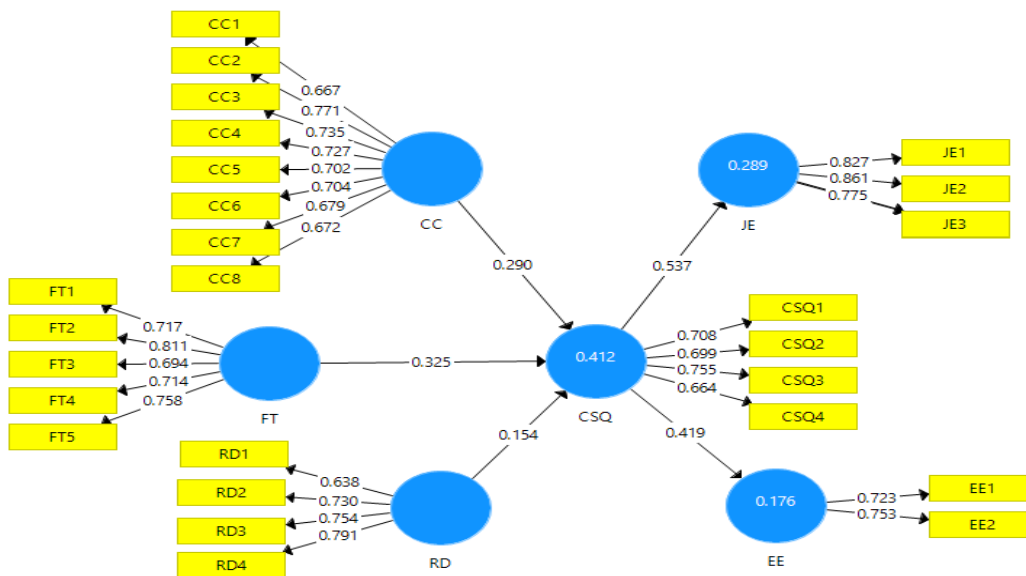 CC1
CC2
CC3
CC4
CC5
CC6
CC7
CC8
0.667
0.771
0.735
0.727
0.702
0.704
0.679
0.672
CC
0.290
FT1
FT2
FT3
FT4
FT5
0.717
0.811
0.694
0.714
0.758
FT
0.325
RD1
RD2
RD3
RD4
0.638
0.730
0.754
0.791
RD
0.154
0.412
CSQ
0.708
0.699
0.755
0.664
CSQ1
CSQ2
CSQ3
CSQ4
0.537
0.289
JE
0.827
0.861
0.775
JE1
JE2
JE3
0.419
0.176
EE
0.723
0.753
EE1
EE2